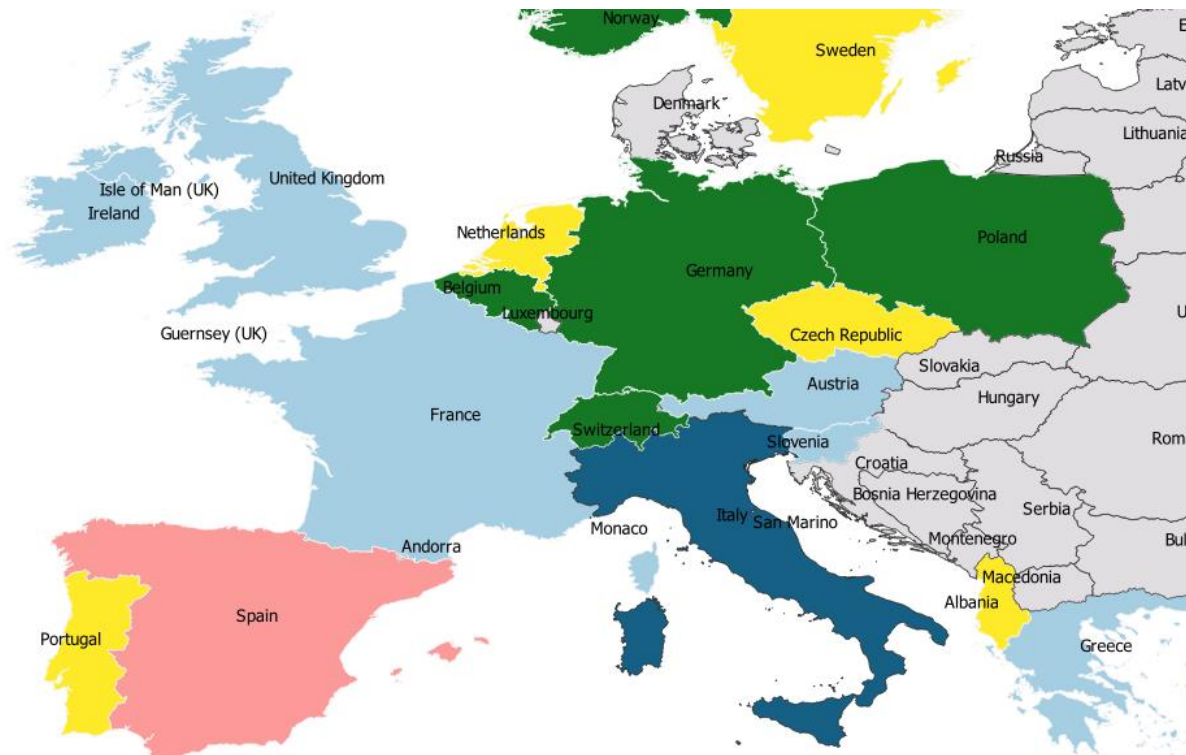 Norway
Sweden
Denmark
Latv
Lithuania
Russia
Isle of Man (UK)
United Kingdom
Ireland
Netherlands
Poland
Germany
Belgium
Luxembourg
Guernsey (UK)
Czech Republic
Slovakia
Austria
Hungary
France
Switzerland
Slovenia
Rom
Croatia
Bosnia Herzegovina
Serbia
Italy
San Marino
Monaco
Montenegro
Bul
Andorra
Macedonia
Albania
Spain
Portugal
Greece